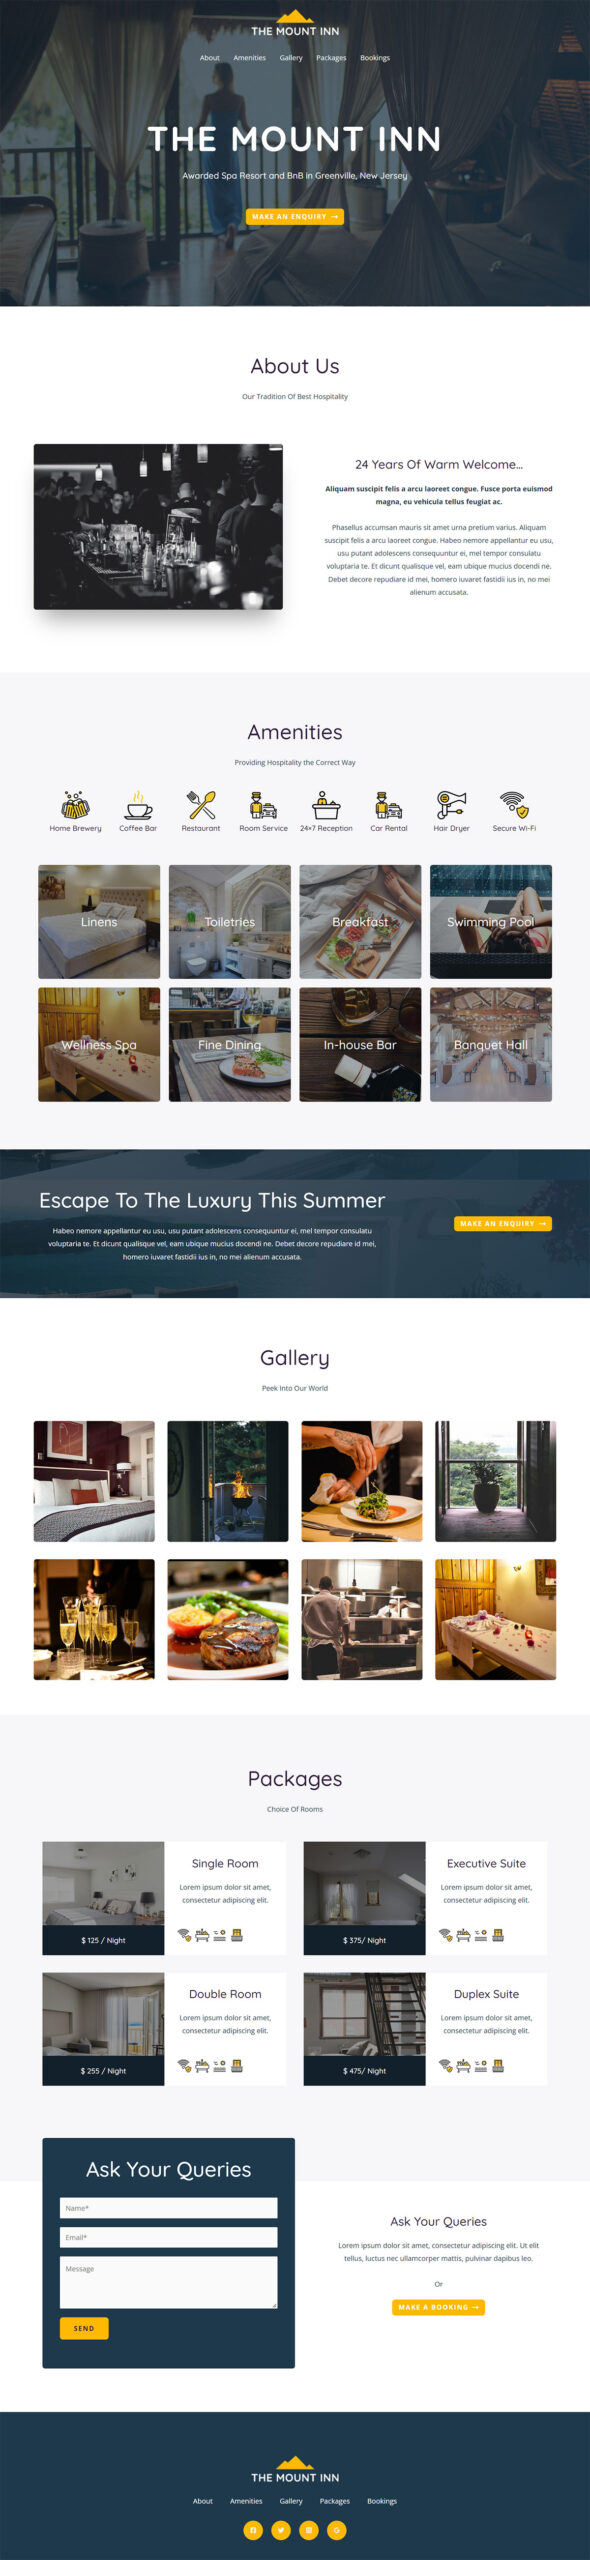 THE MOUNT INN
About Amenities Gallery Packages Bookings
THE MOUNT INN
Awarded Spa Resort and BnB in Greenville, New Jersey
MAKE AN ENQUIRY →
About Us
Our Tradition Of Best Hospitality
24 Years Of Warm Welcome...
Aliquam suscipit felis a arcu laoreet congue. Fusce porta euismod
magna, eu vehicula tellus feugiat ac.
Phasellus accumsan mauris sit amet urna pretium varius. Aliquam
suscipit felis a arcu laoreet congue. Habeo nemore appellantur eu usu,
usu putant adolescens consequuntur ei, mel tempor consulatu
voluptaria te. Et dicunt qualisque vel, eam ubique mucius docendi ne.
Debet decore repudiare id mei, homero iuvaret fastidii ius in, no mei
alienum accusata.
Amenities
Providing Hospitality the Correct Way
Home Brewery Coffee Bar Restaurant Room Service 24×7 Reception Car Rental Hair Dryer Secure Wi-Fi
Linens Toiletries Breakfast Swimming Pool
Wellness Spa Fine Dining In-house Bar Banquet Hall
Escape To The Luxury This Summer
Habeo nemore appellantur eu usu, usu putant adolescens consequuntur ei, mel tempor consulatu
voluptaria te. Et dicunt qualisque vel, eam ubique mucius docendi ne. Debet decore repudiare id mei,
homero iuvaret fastidii ius in, no mei alienum accusata.
MAKE AN ENQUIRY →
Gallery
Peek Into Our World
Packages
Choice Of Rooms
Single Room
Lorem ipsum dolor sit amet,
consectetur adipiscing elit.
$ 125 / Night
Executive Suite
Lorem ipsum dolor sit amet,
consectetur adipiscing elit.
$ 375/ Night
Double Room
Lorem ipsum dolor sit amet,
consectetur adipiscing elit.
$ 255 / Night
Duplex Suite
Lorem ipsum dolor sit amet,
consectetur adipiscing elit.
$ 475/ Night
Ask Your Queries
Name*
Email*
Message
SEND
Ask Your Queries
Lorem ipsum dolor sit amet, consectetur adipiscing elit. Ut elit
tellus, luctus nec ullamcorper mattis, pulvinar dapibus leo.
Or
MAKE A BOOKING →
THE MOUNT INN
About Amenities Gallery Packages Bookings